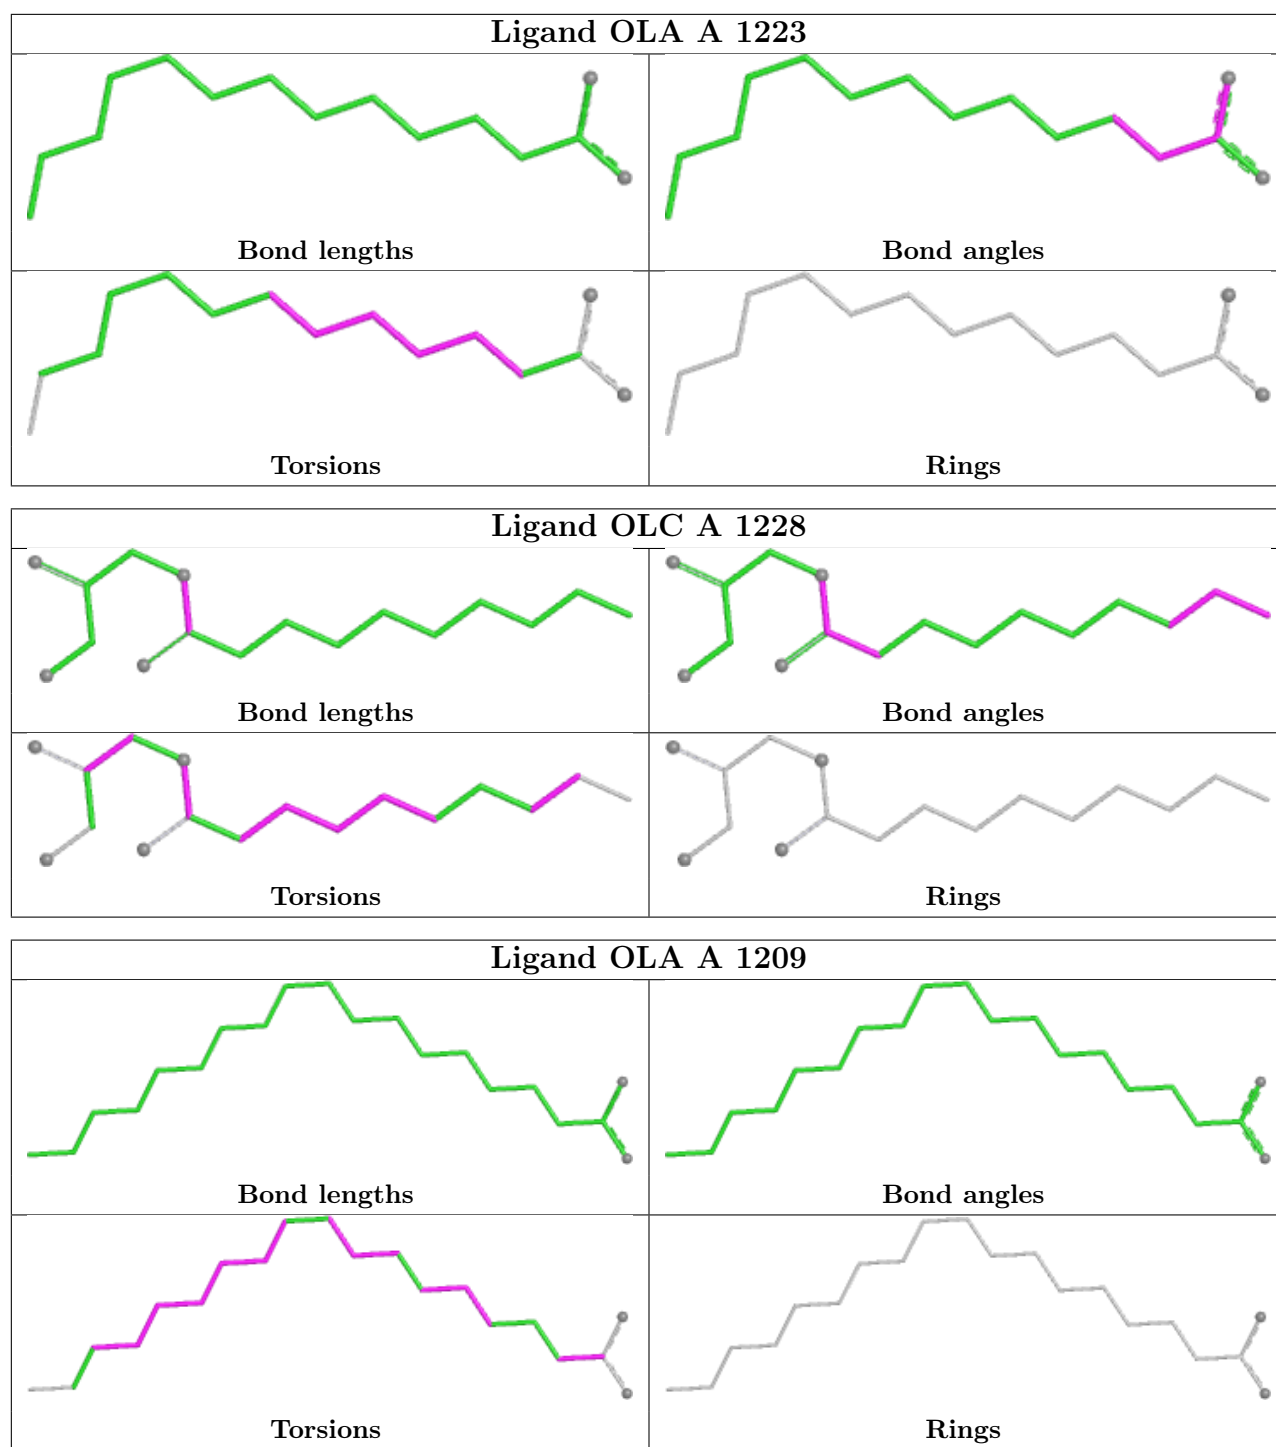 Ligand OLA A 1223
Bond lengths
Bond angles
Torsions
Rings
Ligand OLC A 1228
Bond lengths
Bond angles
Torsions
Rings
Ligand OLA A 1209
Bond lengths
Bond angles
Torsions
Rings